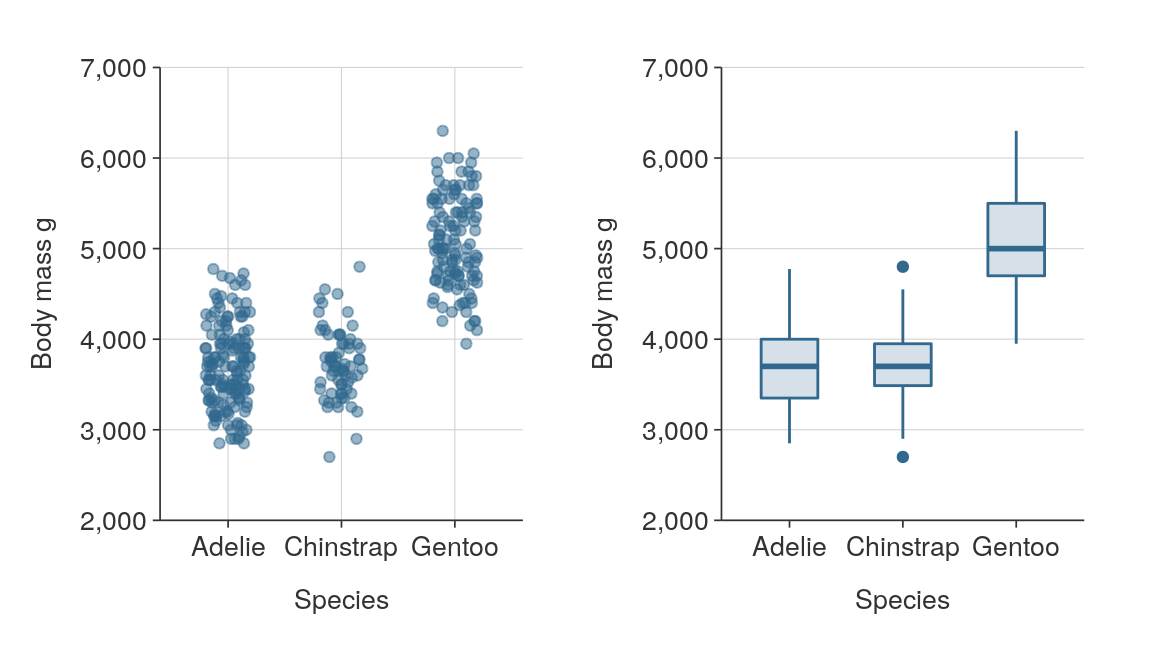 7,000
6,000
5,000
4,000
3,000
2,000
Body mass g
Adelie Chinstrap Gentoo
Species
7,000
6,000
5,000
4,000
3,000
2,000
Body mass g
Adelie Chinstrap Gentoo
Species